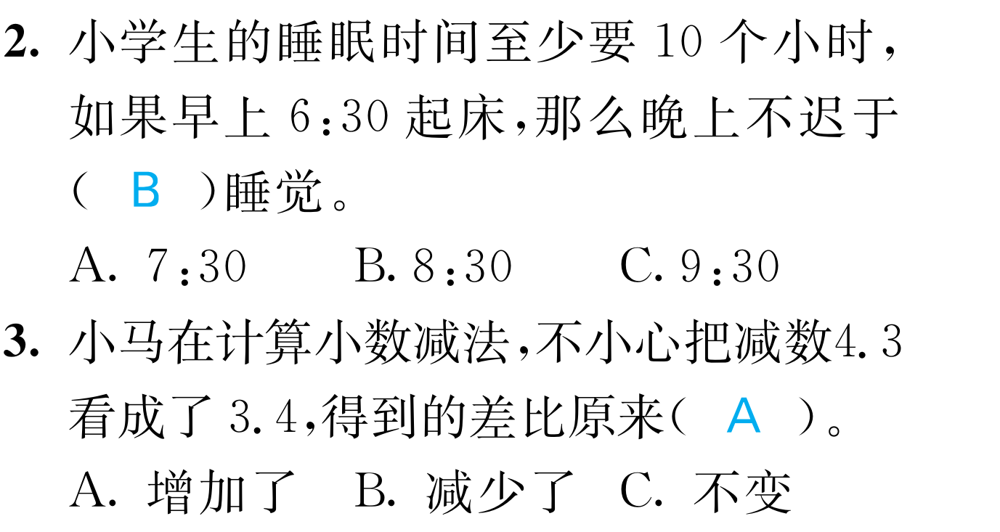 2. 小学生的睡眠时间至少要 10 个小时，
如果早上 6:30 起床，那么晚上不迟于
（ B ）睡觉。
A. 7:30 B. 8:30 C. 9:30
3. 小马在计算小数减法，不小心把减数4.3
看成了 3.4，得到的差比原来（ A ）。
A. 增加了 B. 减少了 C. 不变